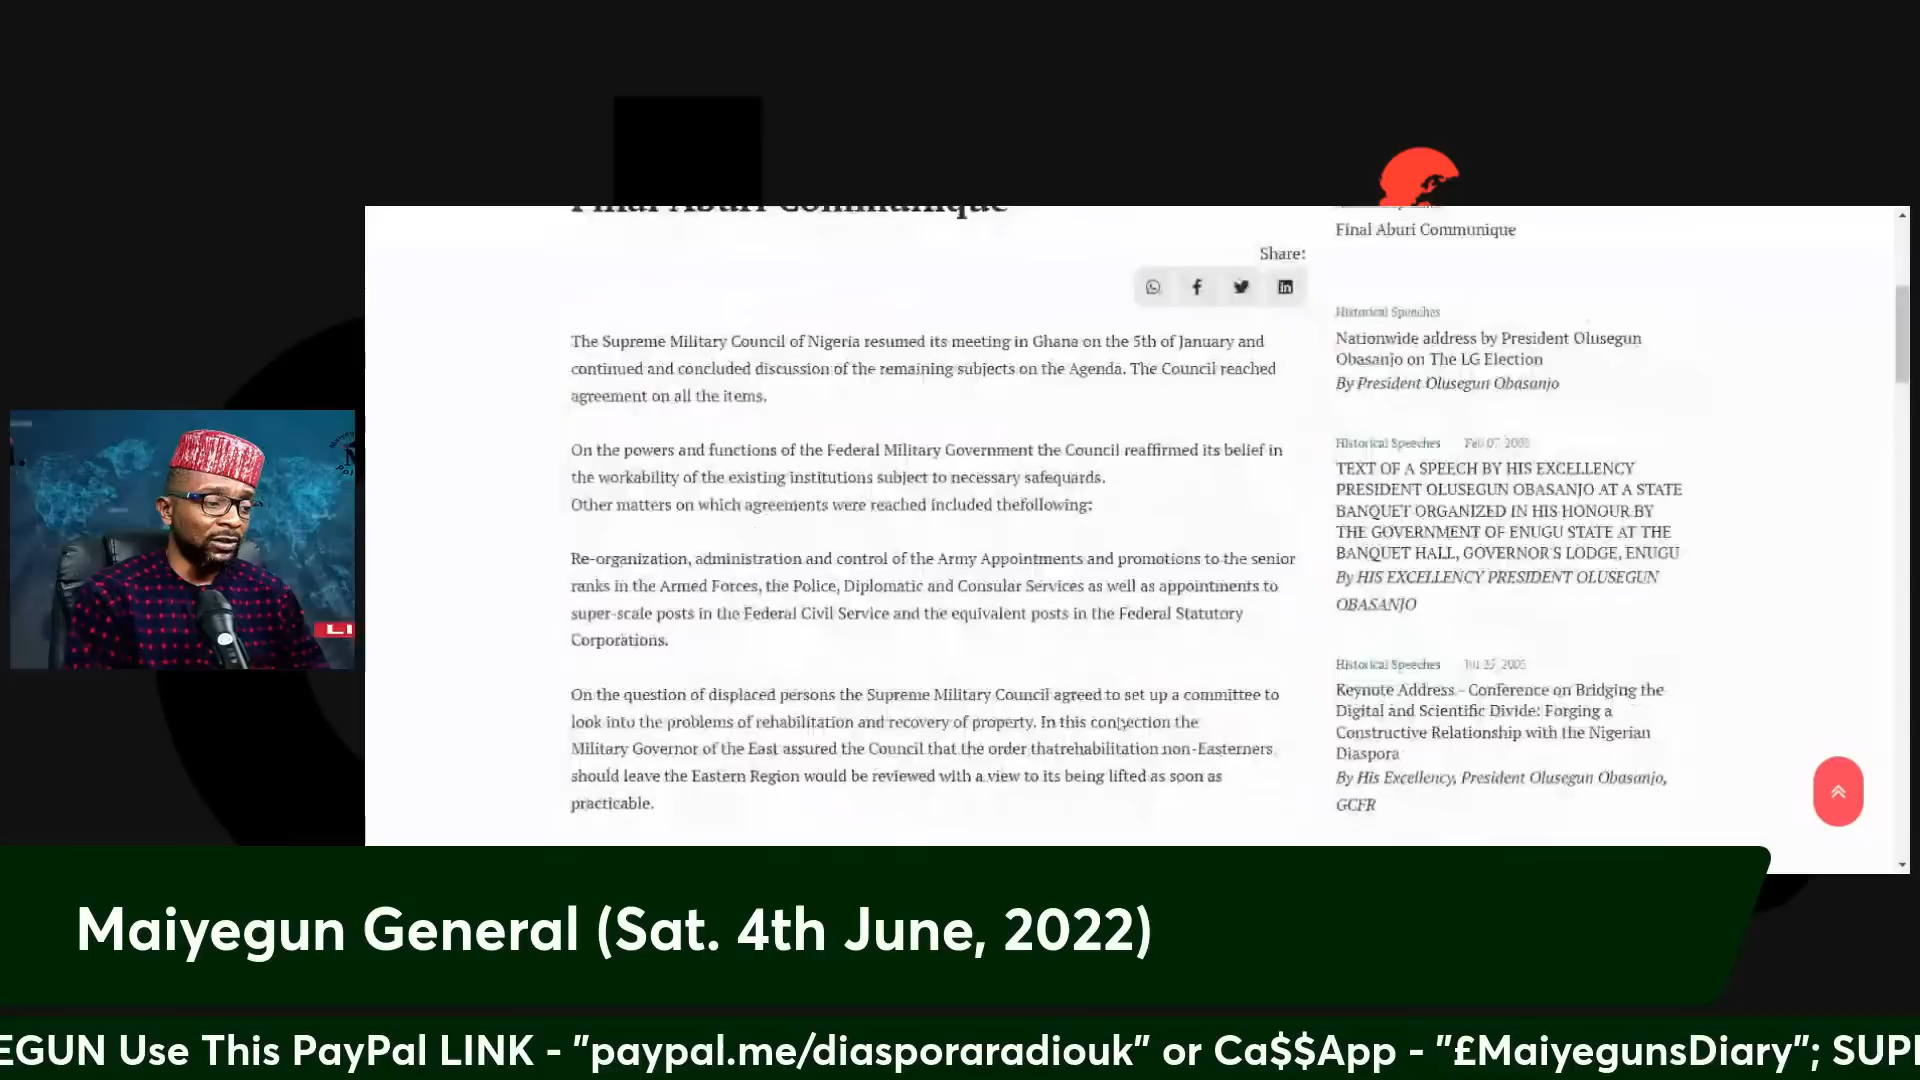 Final Aburi Communique
Share:
The Supreme Military Council of Nigeria resumed its meeting in Ghana on the 5th of January and
continued and concluded discussion of the remaining subjects on the Agenda. The Council reached
agreement on all the items.
On the powers and functions of the Federal Military Government the Council reaffirmed its belief in
the workability of the existing institutions subject to necessary safequards.
Other matters on which agreements were reached included thefollowing:
Re-organization, administration and control of the Army Appointments and promotions to the senior
ranks in the Armed Forces, the Police, Diplomatic and Consular Services as well as appointments to
super-scale posts in the Federal Civil Service and the equivalent posts in the Federal Statutory
Corporations.
On the question of displaced persons the Supreme Military Council agreed to set up a committee to
look into the problems of rehabilitation and recovery of property. In this connection the
Military Governor of the East assured the Council that the order thatrehabilitation non-Easterners
should leave the Eastern Region would be reviewed with a view to its being lifted as soon as
practicable.
Final Aburi Communique
Historical Speeches
Nationwide address by President Olusegun
Obasanjo on The LG Election
By President Olusegun Obasanjo
Historical Speeches
TEXT OF A SPEECH BY HIS EXCELLENCY
PRESIDENT OLUSEGUN OBASANJO AT A STATE
BANQUET ORGANIZED IN HIS HONOUR BY
THE GOVERNMENT OF ENUGU STATE AT THE
BANQUET HALL, GOVERNOR'S LODGE, ENUGU
By HIS EXCELLENCY PRESIDENT OLUSEGUN
OBASANJO
Historical Speeches
Keynote Address - Conference on Bridging the
Digital and Scientific Divide: Forging a
Constructive Relationship with the Nigerian
Diaspora
By His Excellency, President Olusegun Obasanjo,
GCFR
LI
Maiyegun General (Sat. 4th June, 2022)
EGUN Use This PayPal LINK - "paypal.me/diasporaradiouk" or Ca$$App - "£MaiyegunsDiary"; SUP